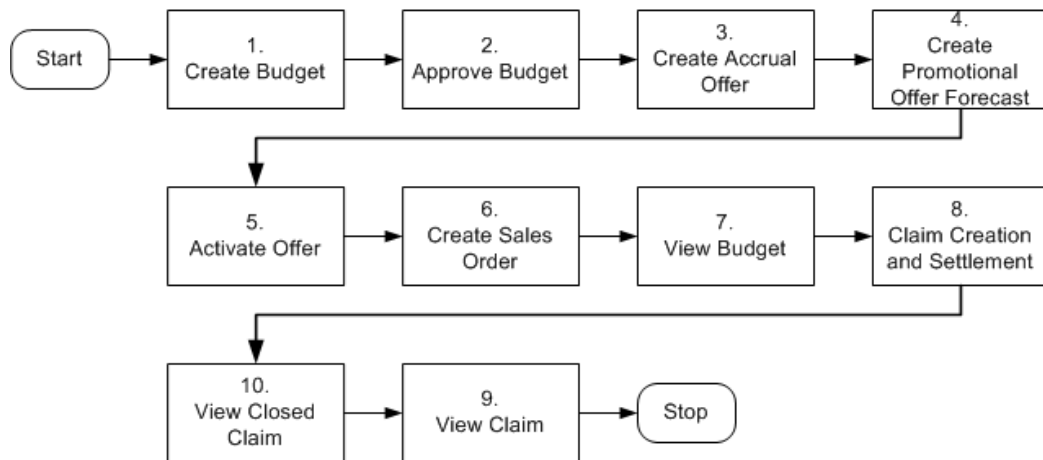 Start
1.
Create Budget
2.
Approve Budget
3.
Create Accrual
Offer
4.
Create
Promotional
Offer Forecast
5.
Activate Offer
6.
Create Sales
Order
7.
View Budget
8.
Claim Creation
and Settlement
10.
View Closed
Claim
9.
View Claim
Stop